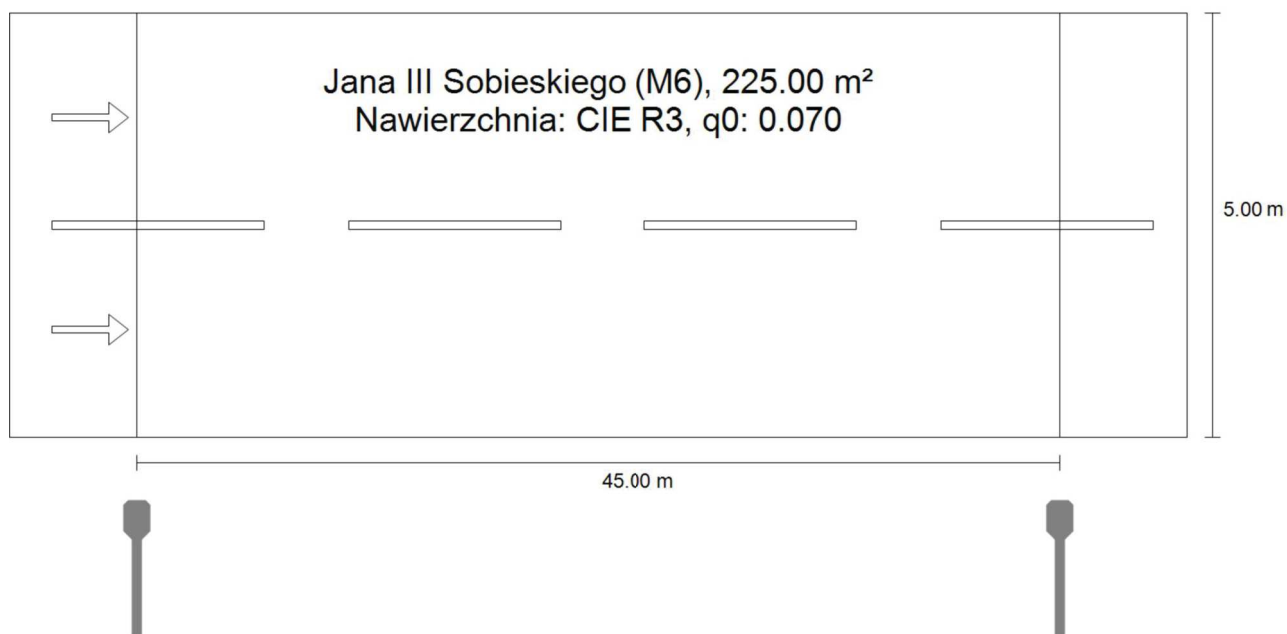 Jana III Sobieskiego (M6), 225.00 m²
Nawierzchnia: CIE R3, q0: 0.070
5.00 m
45.00 m